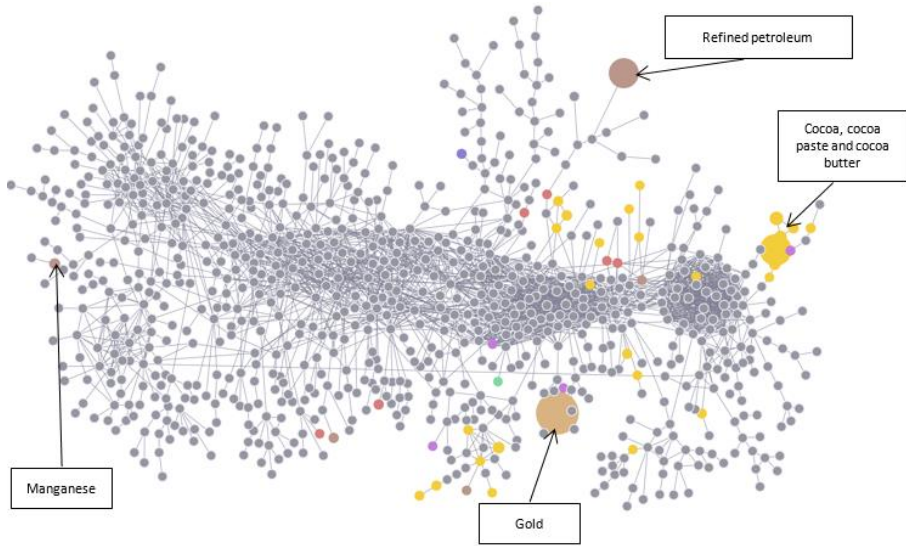 Refined petroleum
Cocoa, cocoa
paste and cocoa
butter
Manganese
Gold